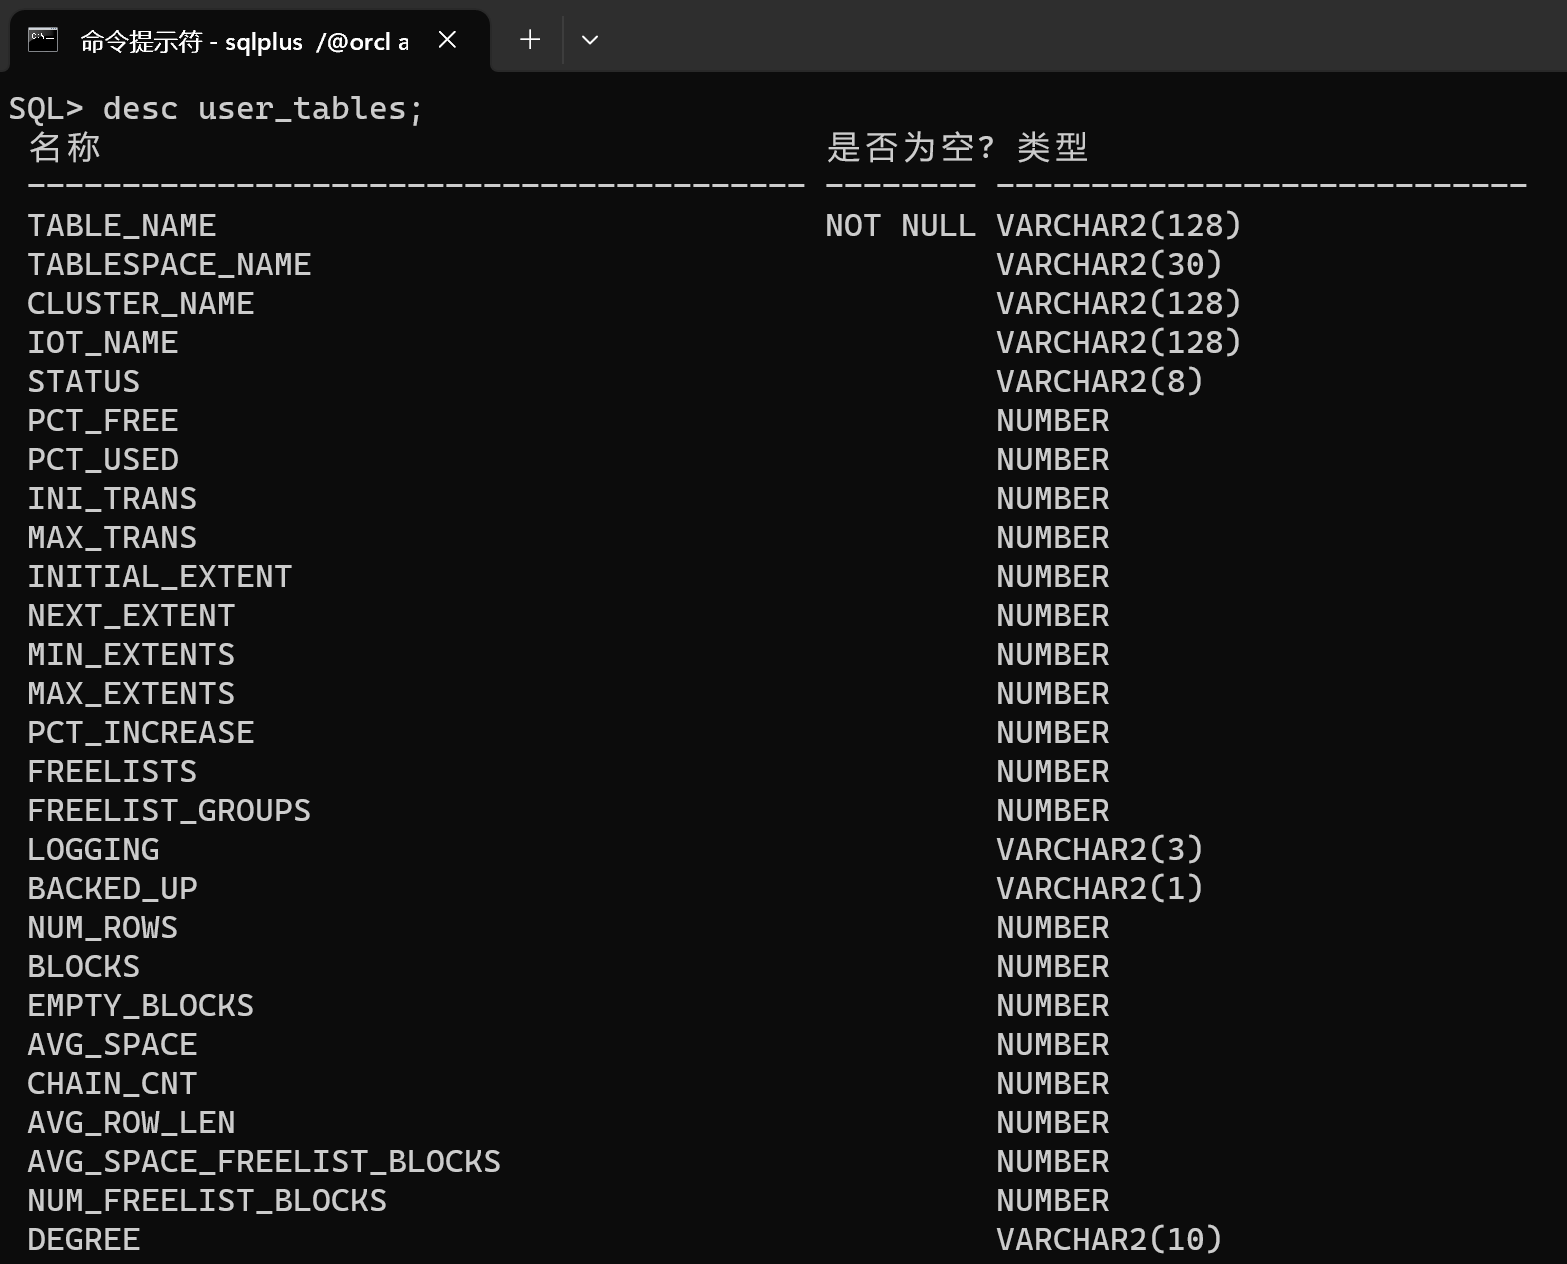 命令提示符 - sqlplus /@orcl a
SQL> desc user_tables;
名称 是否为空? 类型
----------------------------------------- -------- ----------------------------
TABLE_NAME NOT NULL VARCHAR2(128)
TABLESPACE_NAME VARCHAR2(30)
CLUSTER_NAME VARCHAR2(128)
IOT_NAME VARCHAR2(128)
STATUS VARCHAR2(8)
PCT_FREE NUMBER
PCT_USED NUMBER
INI_TRANS NUMBER
MAX_TRANS NUMBER
INITIAL_EXTENT NUMBER
NEXT_EXTENT NUMBER
MIN_EXTENTS NUMBER
MAX_EXTENTS NUMBER
PCT_INCREASE NUMBER
FREELISTS NUMBER
FREELIST_GROUPS NUMBER
LOGGING VARCHAR2(3)
BACKED_UP VARCHAR2(1)
NUM_ROWS NUMBER
BLOCKS NUMBER
EMPTY_BLOCKS NUMBER
AVG_SPACE NUMBER
CHAIN_CNT NUMBER
AVG_ROW_LEN NUMBER
AVG_SPACE_FREELIST_BLOCKS NUMBER
NUM_FREELIST_BLOCKS NUMBER
DEGREE VARCHAR2(10)